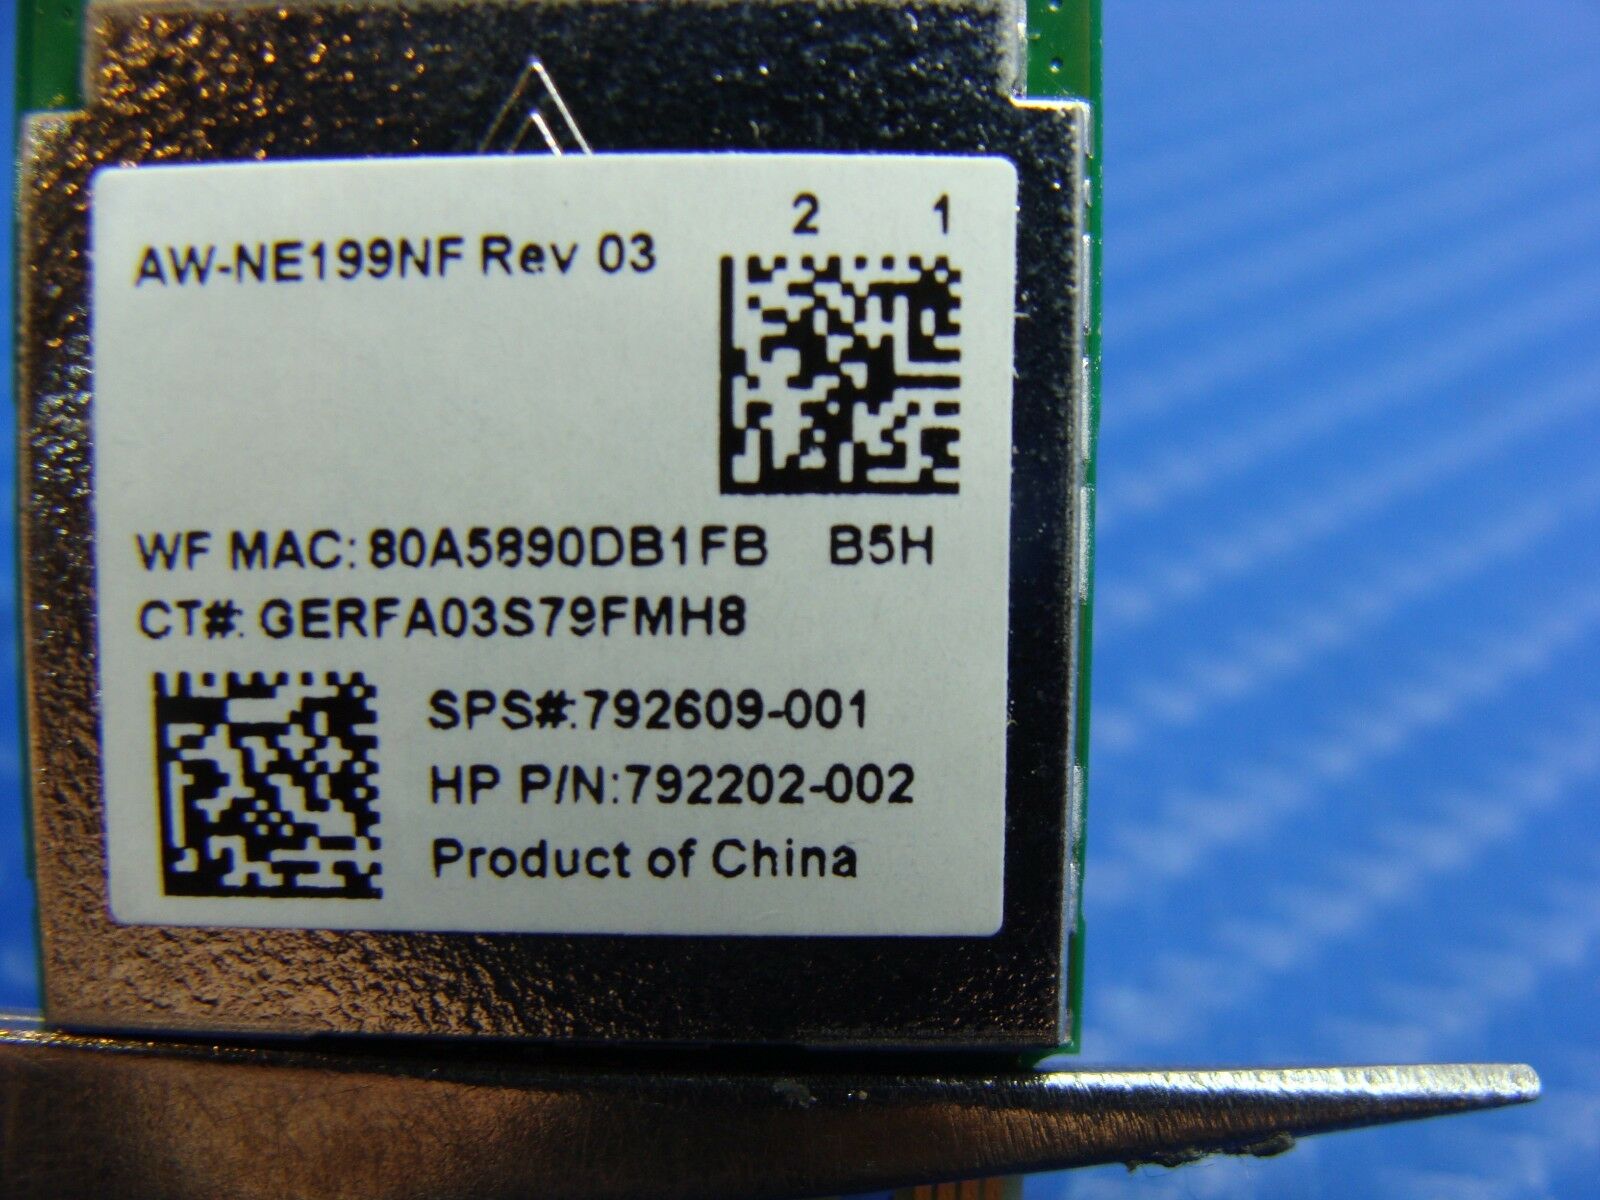 2 1
AW-NE199NF Rev 03
WF MAC: 80A5890DB1FB B5H
CT#: GERFA03S79FMH8
SPS#:792609-001
HP P/N:792202-002
Product of China